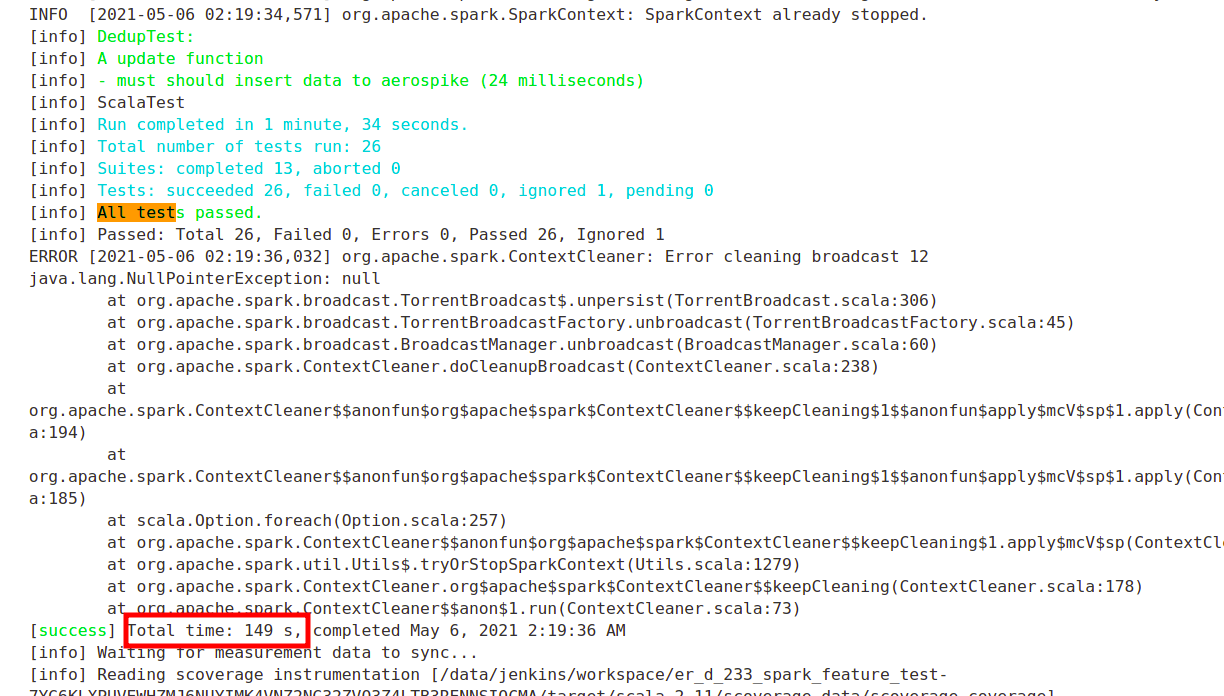 INFO  [2021-05-06 02:19:34,571] org.apache.spark.SparkContext: SparkContext already stopped.
[info] DedupTest:
[info] A update function
[info] - must should insert data to aerospike (24 milliseconds)
[info] ScalaTest
[info] Run completed in 1 minute, 34 seconds.
[info] Total number of tests run: 26
[info] Suites: completed 13, aborted 0
[info] Tests: succeeded 26, failed 0, canceled 0, ignored 1, pending 0
[info] All tests passed.
[info] Passed: Total 26, Failed 0, Errors 0, Passed 26, Ignored 1
ERROR [2021-05-06 02:19:36,032] org.apache.spark.ContextCleaner: Error cleaning broadcast 12
java.lang.NullPointerException: null
        at org.apache.spark.broadcast.TorrentBroadcast$.unpersist(TorrentBroadcast.scala:306)
        at org.apache.spark.broadcast.TorrentBroadcastFactory.unbroadcast(TorrentBroadcastFactory.scala:45)
        at org.apache.spark.broadcast.BroadcastManager.unbroadcast(BroadcastManager.scala:60)
        at org.apache.spark.ContextCleaner.doCleanupBroadcast(ContextCleaner.scala:238)
        at
org.apache.spark.ContextCleaner$$anonfun$org$apache$spark$ContextCleaner$$keepCleaning$1$$anonfun$apply$mcV$sp$1.apply(Con
a:194)
        at
org.apache.spark.ContextCleaner$$anonfun$org$apache$spark$ContextCleaner$$keepCleaning$1$$anonfun$apply$mcV$sp$1.apply(Con
a:185)
        at scala.Option.foreach(Option.scala:257)
        at org.apache.spark.ContextCleaner$$anonfun$org$apache$spark$ContextCleaner$$keepCleaning$1.apply$mcV$sp(ContextCl
        at org.apache.spark.util.Utils$.tryOrStopSparkContext(Utils.scala:1279)
        at org.apache.spark.ContextCleaner.org$apache$spark$ContextCleaner$$keepCleaning(ContextCleaner.scala:178)
        at org.apache.spark.ContextCleaner$$anon$1.run(ContextCleaner.scala:73)
[success] Total time: 149 s, completed May 6, 2021 2:19:36 AM
[info] Waiting for measurement data to sync...
[info] Reading scoverage instrumentation [/data/jenkins/workspace/er_d_233_spark_feature_test-